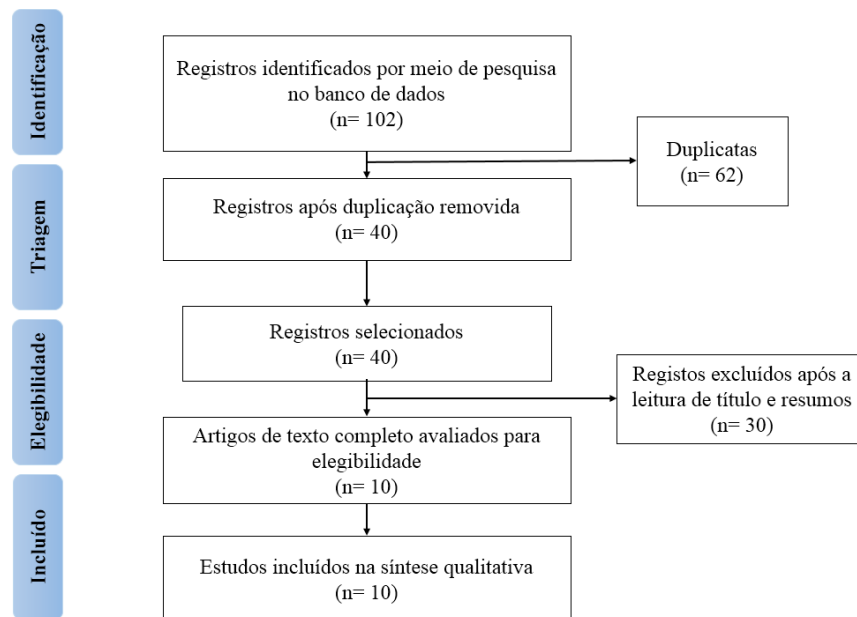 Identificação
Registros identificados por meio de pesquisa
no banco de dados
(n= 102)
Duplicatas
(n= 62)
Triagem
Registros após duplicação removida
(n= 40)
Elegibilidade
Registros selecionados
(n= 40)
Registos excluídos após a
leitura de título e resumos
(n= 30)
Artigos de texto completo avaliados para
elegibilidade
(n= 10)
Incluído
Estudos incluídos na síntese qualitativa
(n= 10)